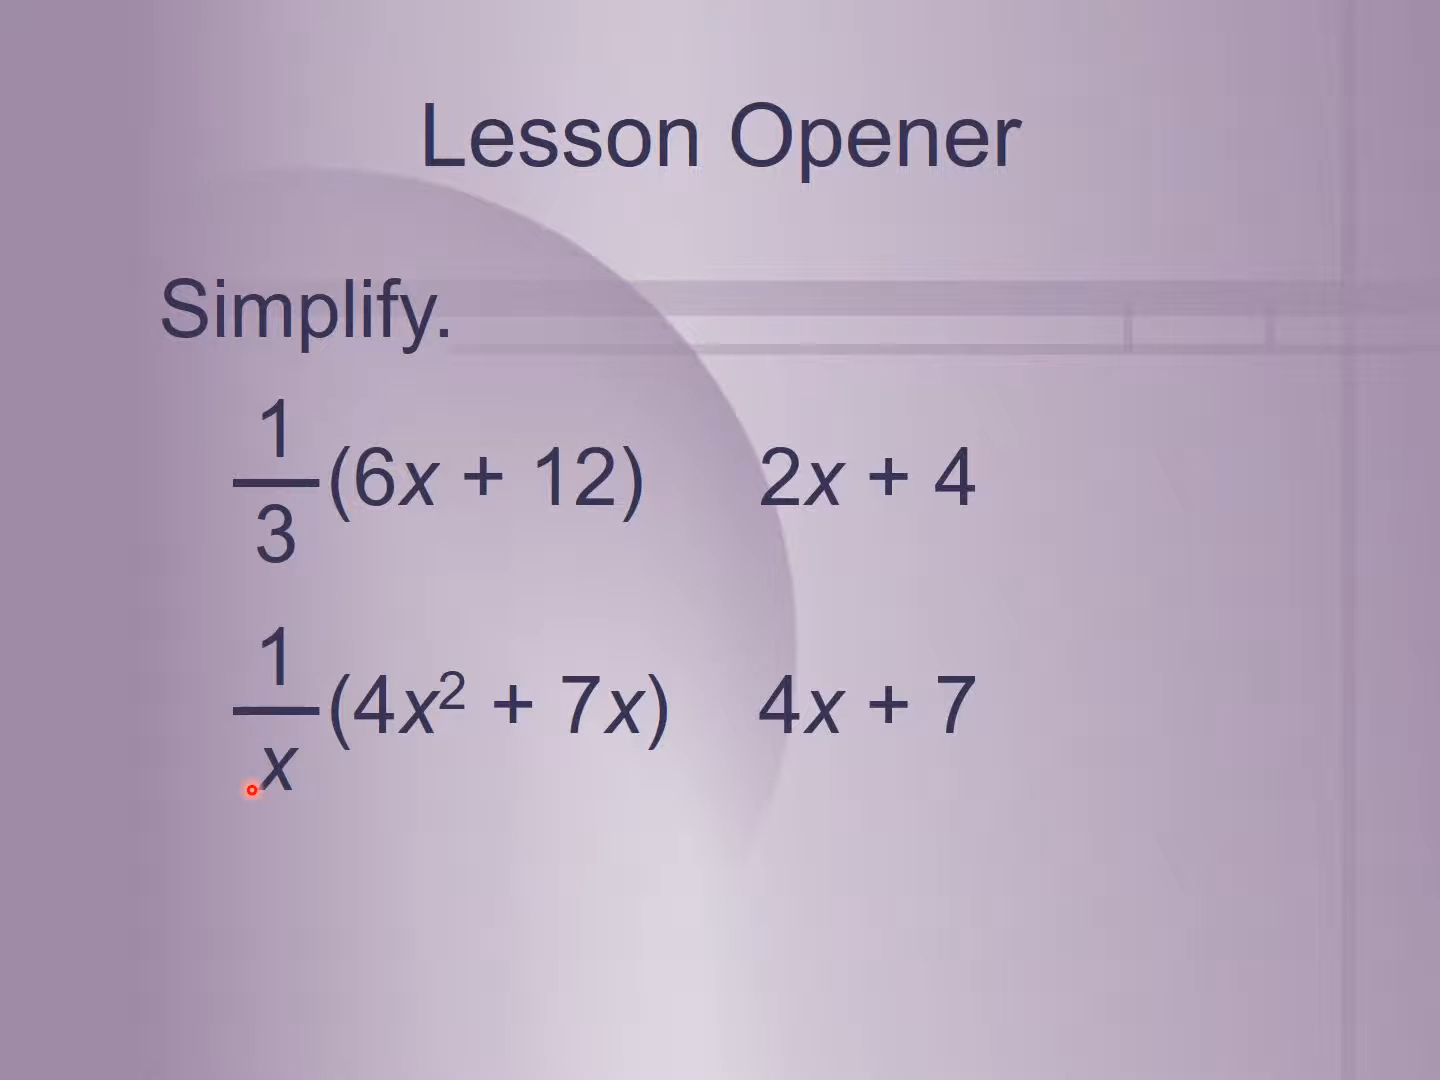 Lesson Opener
Simplify.
1/3 (6x + 12) 2x + 4
1/x (4x² + 7x) 4x + 7